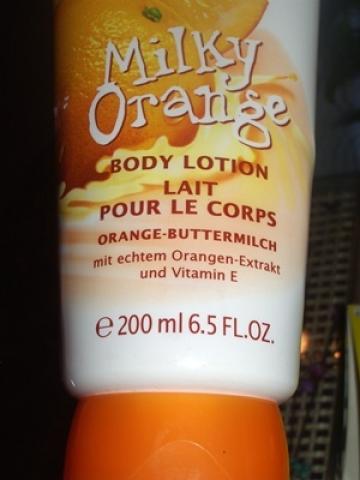 Milky
Orange
BODY LOTION
LAIT
POUR LE CORPS
ORANGE-BUTTERMILCH
mit echtem Orangen-Extrakt
und Vitamin E
℮ 200 ml 6.5 FL.OZ.